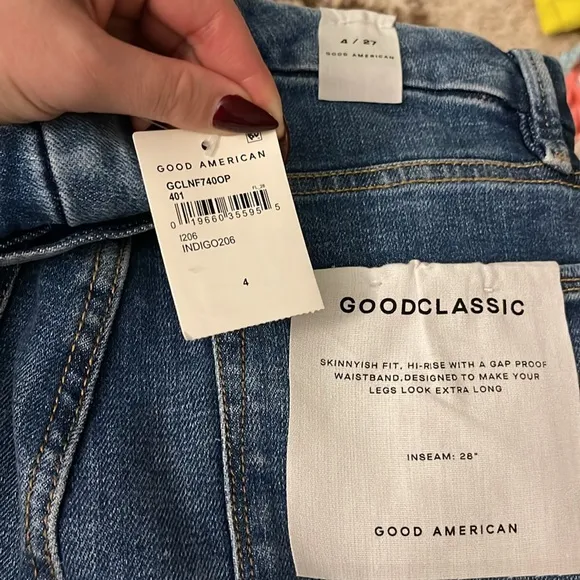 4 / 27
GOOD AMERICAN
GOOD AMERICAN
GCLNF740OP
401
0 19660 35595 5
I206
INDIGO206
4
GOODCLASSIC
SKINNYISH FIT, HI-RISE WITH A GAP PROOF
WAISTBAND.DESIGNED TO MAKE YOUR
LEGS LOOK EXTRA LONG
INSEAM: 28"
GOOD AMERICAN